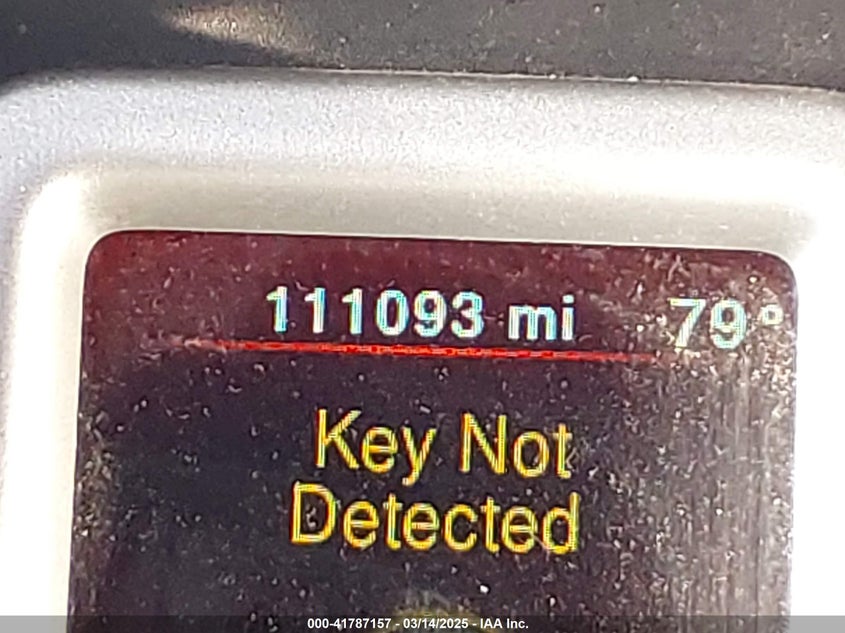 111093 mi 79°
Key Not
Detected
000-41787157 - 03/14/2025 - IAA Inc.